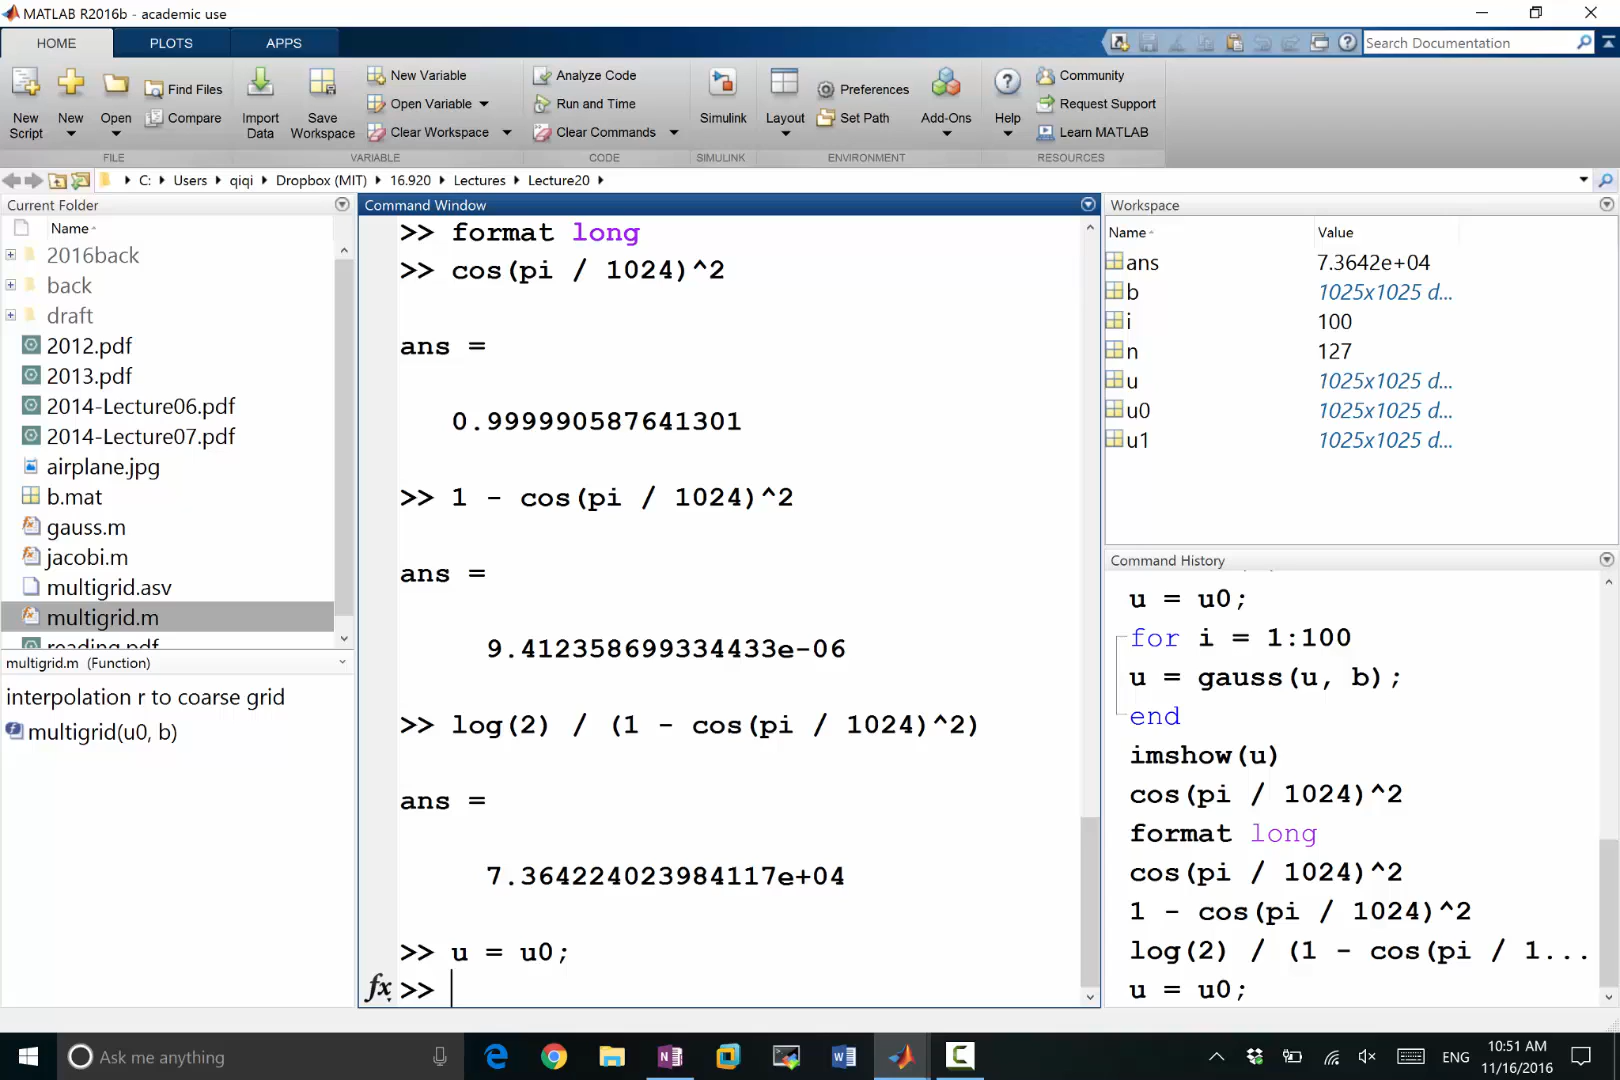 MATLAB R2016b - academic use
HOME
PLOTS
APPS
Search Documentation
New Script
New
Open
Find Files
Compare
Import Data
Save Workspace
New Variable
Open Variable
Clear Workspace
Analyze Code
Run and Time
Clear Commands
Simulink
Layout
Preferences
Set Path
Add-Ons
Help
Community
Request Support
Learn MATLAB
FILE
VARIABLE
CODE
SIMULINK
ENVIRONMENT
RESOURCES
C: Users qiqi Dropbox (MIT) 16.920 Lectures Lecture20
Current Folder
Name
2016back
back
draft
2012.pdf
2013.pdf
2014-Lecture06.pdf
2014-Lecture07.pdf
airplane.jpg
b.mat
gauss.m
jacobi.m
multigrid.asv
multigrid.m
reading.pdf
multigrid.m (Function)
interpolation r to coarse grid
multigrid(u0, b)
Command Window
>> format long
>> cos(pi / 1024)^2
ans =
0.999990587641301
>> 1 - cos(pi / 1024)^2
ans =
9.412358699334433e-06
>> log(2) / (1 - cos(pi / 1024)^2)
ans =
7.364224023984117e+04
>> u = u0;
fx >>
Workspace
Name Value
ans 7.3642e+04
b 1025x1025 d...
i 100
n 127
u 1025x1025 d...
u0 1025x1025 d...
u1 1025x1025 d...
Command History
u = u0;
for i = 1:100
u = gauss(u, b);
end
imshow(u)
cos(pi / 1024)^2
format long
cos(pi / 1024)^2
1 - cos(pi / 1024)^2
log(2) / (1 - cos(pi / 1...
u = u0;
Ask me anything
ENG
10:51 AM
11/16/2016